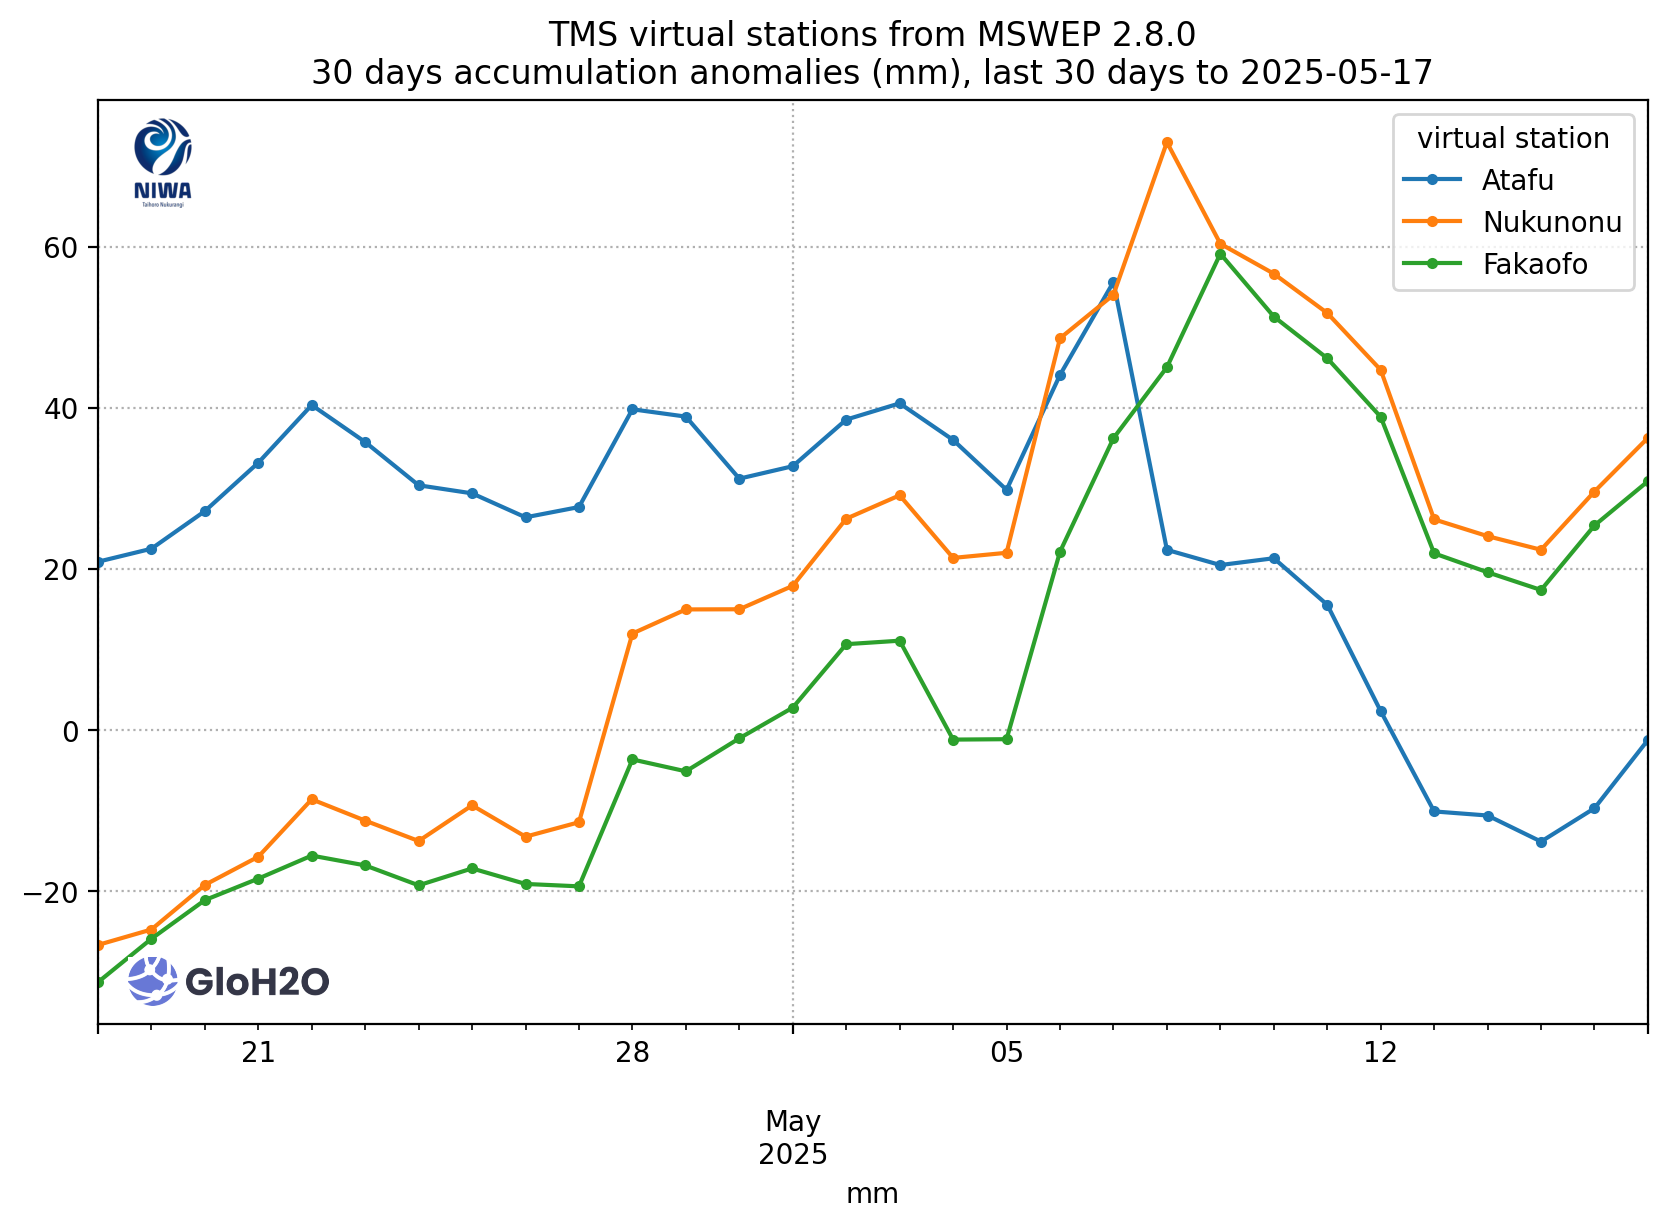 TMS virtual stations from MSWEP 2.8.0
30 days accumulation anomalies (mm), last 30 days to 2025-05-17
NIWA
Taihoro Nukurangi
virtual station
Atafu
Nukunonu
Fakaofo
60
40
20
0
−20
GloH2O
21
28
05
12
May
2025
mm